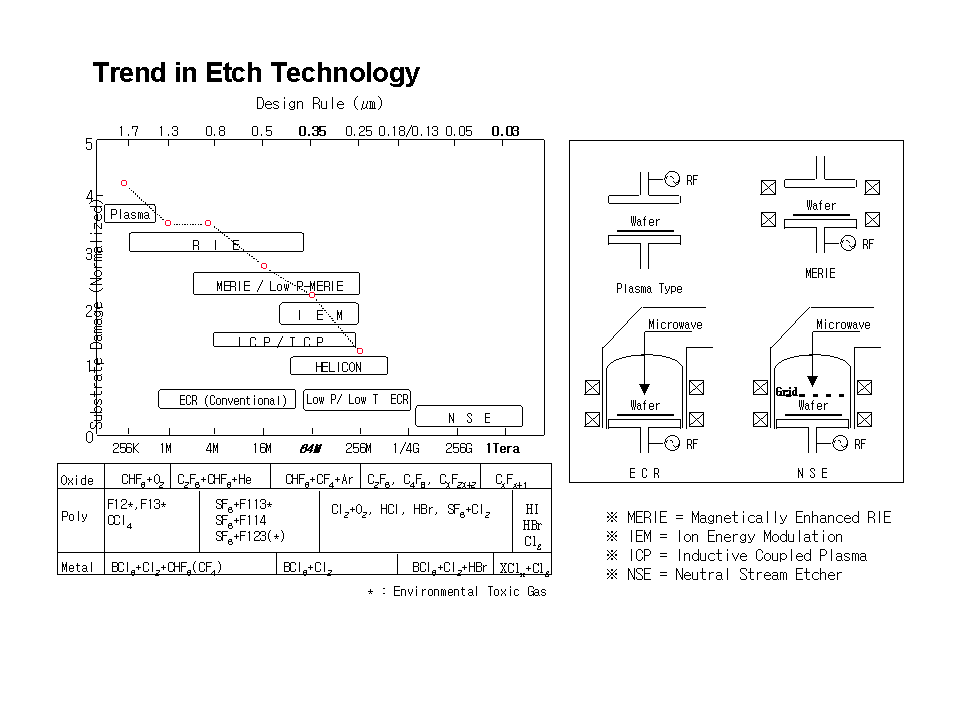 Trend in Etch Technology
Design Rule (μm)
1.7 1.3 0.8 0.5 0.35 0.25 0.18/0.13 0.05 0.03
Substrate Damage (Normalized)
5
4
3
2
1
0
Plasma
R I E
MERIE / Low P-MERIE
I E M
I C P / T C P
HELICON
ECR (Conventional)
Low P/ Low T ECR
N S E
256K 1M 4M 16M 64M 256M 1/4G 256G 1Tera
Oxide CHF₃+O₂ C₂F₆+CHF₃+He CHF₃+CF₄+Ar C₂F₆, C₄F₈, CₓF₂ₓ₊₂ CₓFₓ₊₁
Poly
F12*,F13*
CCl₄
SF₆+F113*
SF₆+F114
SF₆+F123(*)
Cl₂+O₂, HCl, HBr, SF₆+Cl₂
HI
HBr
Cl₂
Metal BCl₃+Cl₂+CHF₃(CF₄) BCl₃+Cl₂ BCl₃+Cl₂+HBr
* : Environmental Toxic Gas
RF
Wafer
Plasma Type
Wafer
RF
MERIE
Microwave
Wafer
RF
E C R
Microwave
Grid
Wafer
RF
N S E
※ MERIE = Magnetically Enhanced RIE
※ IEM = Ion Energy Modulation
※ ICP = Inductive Coupled Plasma
※ NSE = Neutral Stream Etcher